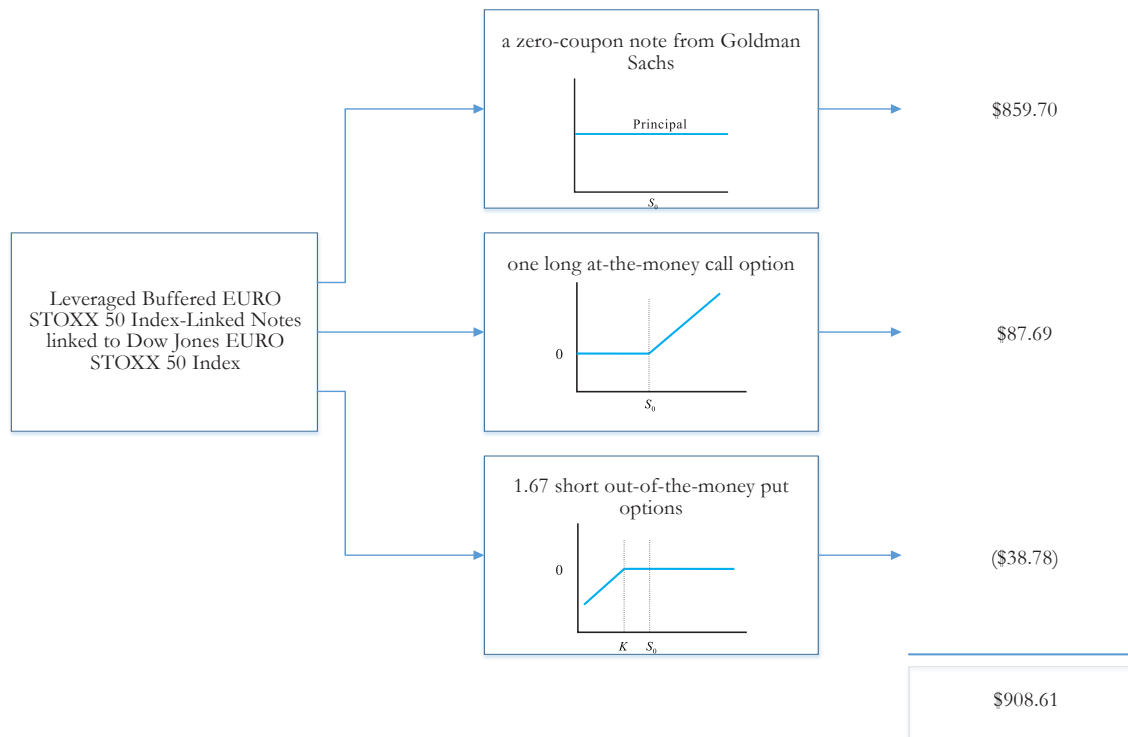 a zero-coupon note from Goldman
Sachs
Principal
S₀
$859.70
Leveraged Buffered EURO
STOXX 50 Index-Linked Notes
linked to Dow Jones EURO
STOXX 50 Index
one long at-the-money call option
0
S₀
$87.69
1.67 short out-of-the-money put
options
0
K S₀
($38.78)
$908.61